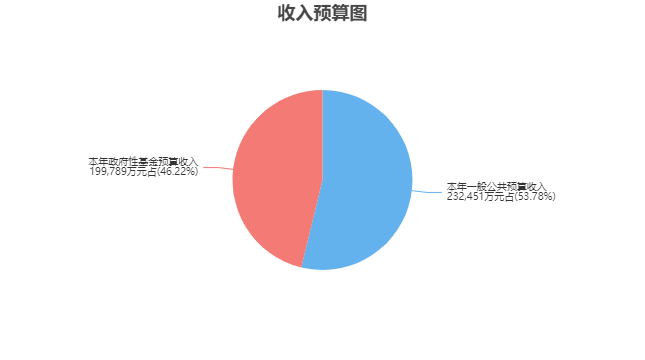 收入预算图
本年政府性基金预算收入
199,789万元占(46.22%)
本年一般公共预算收入
232,451万元占(53.78%)